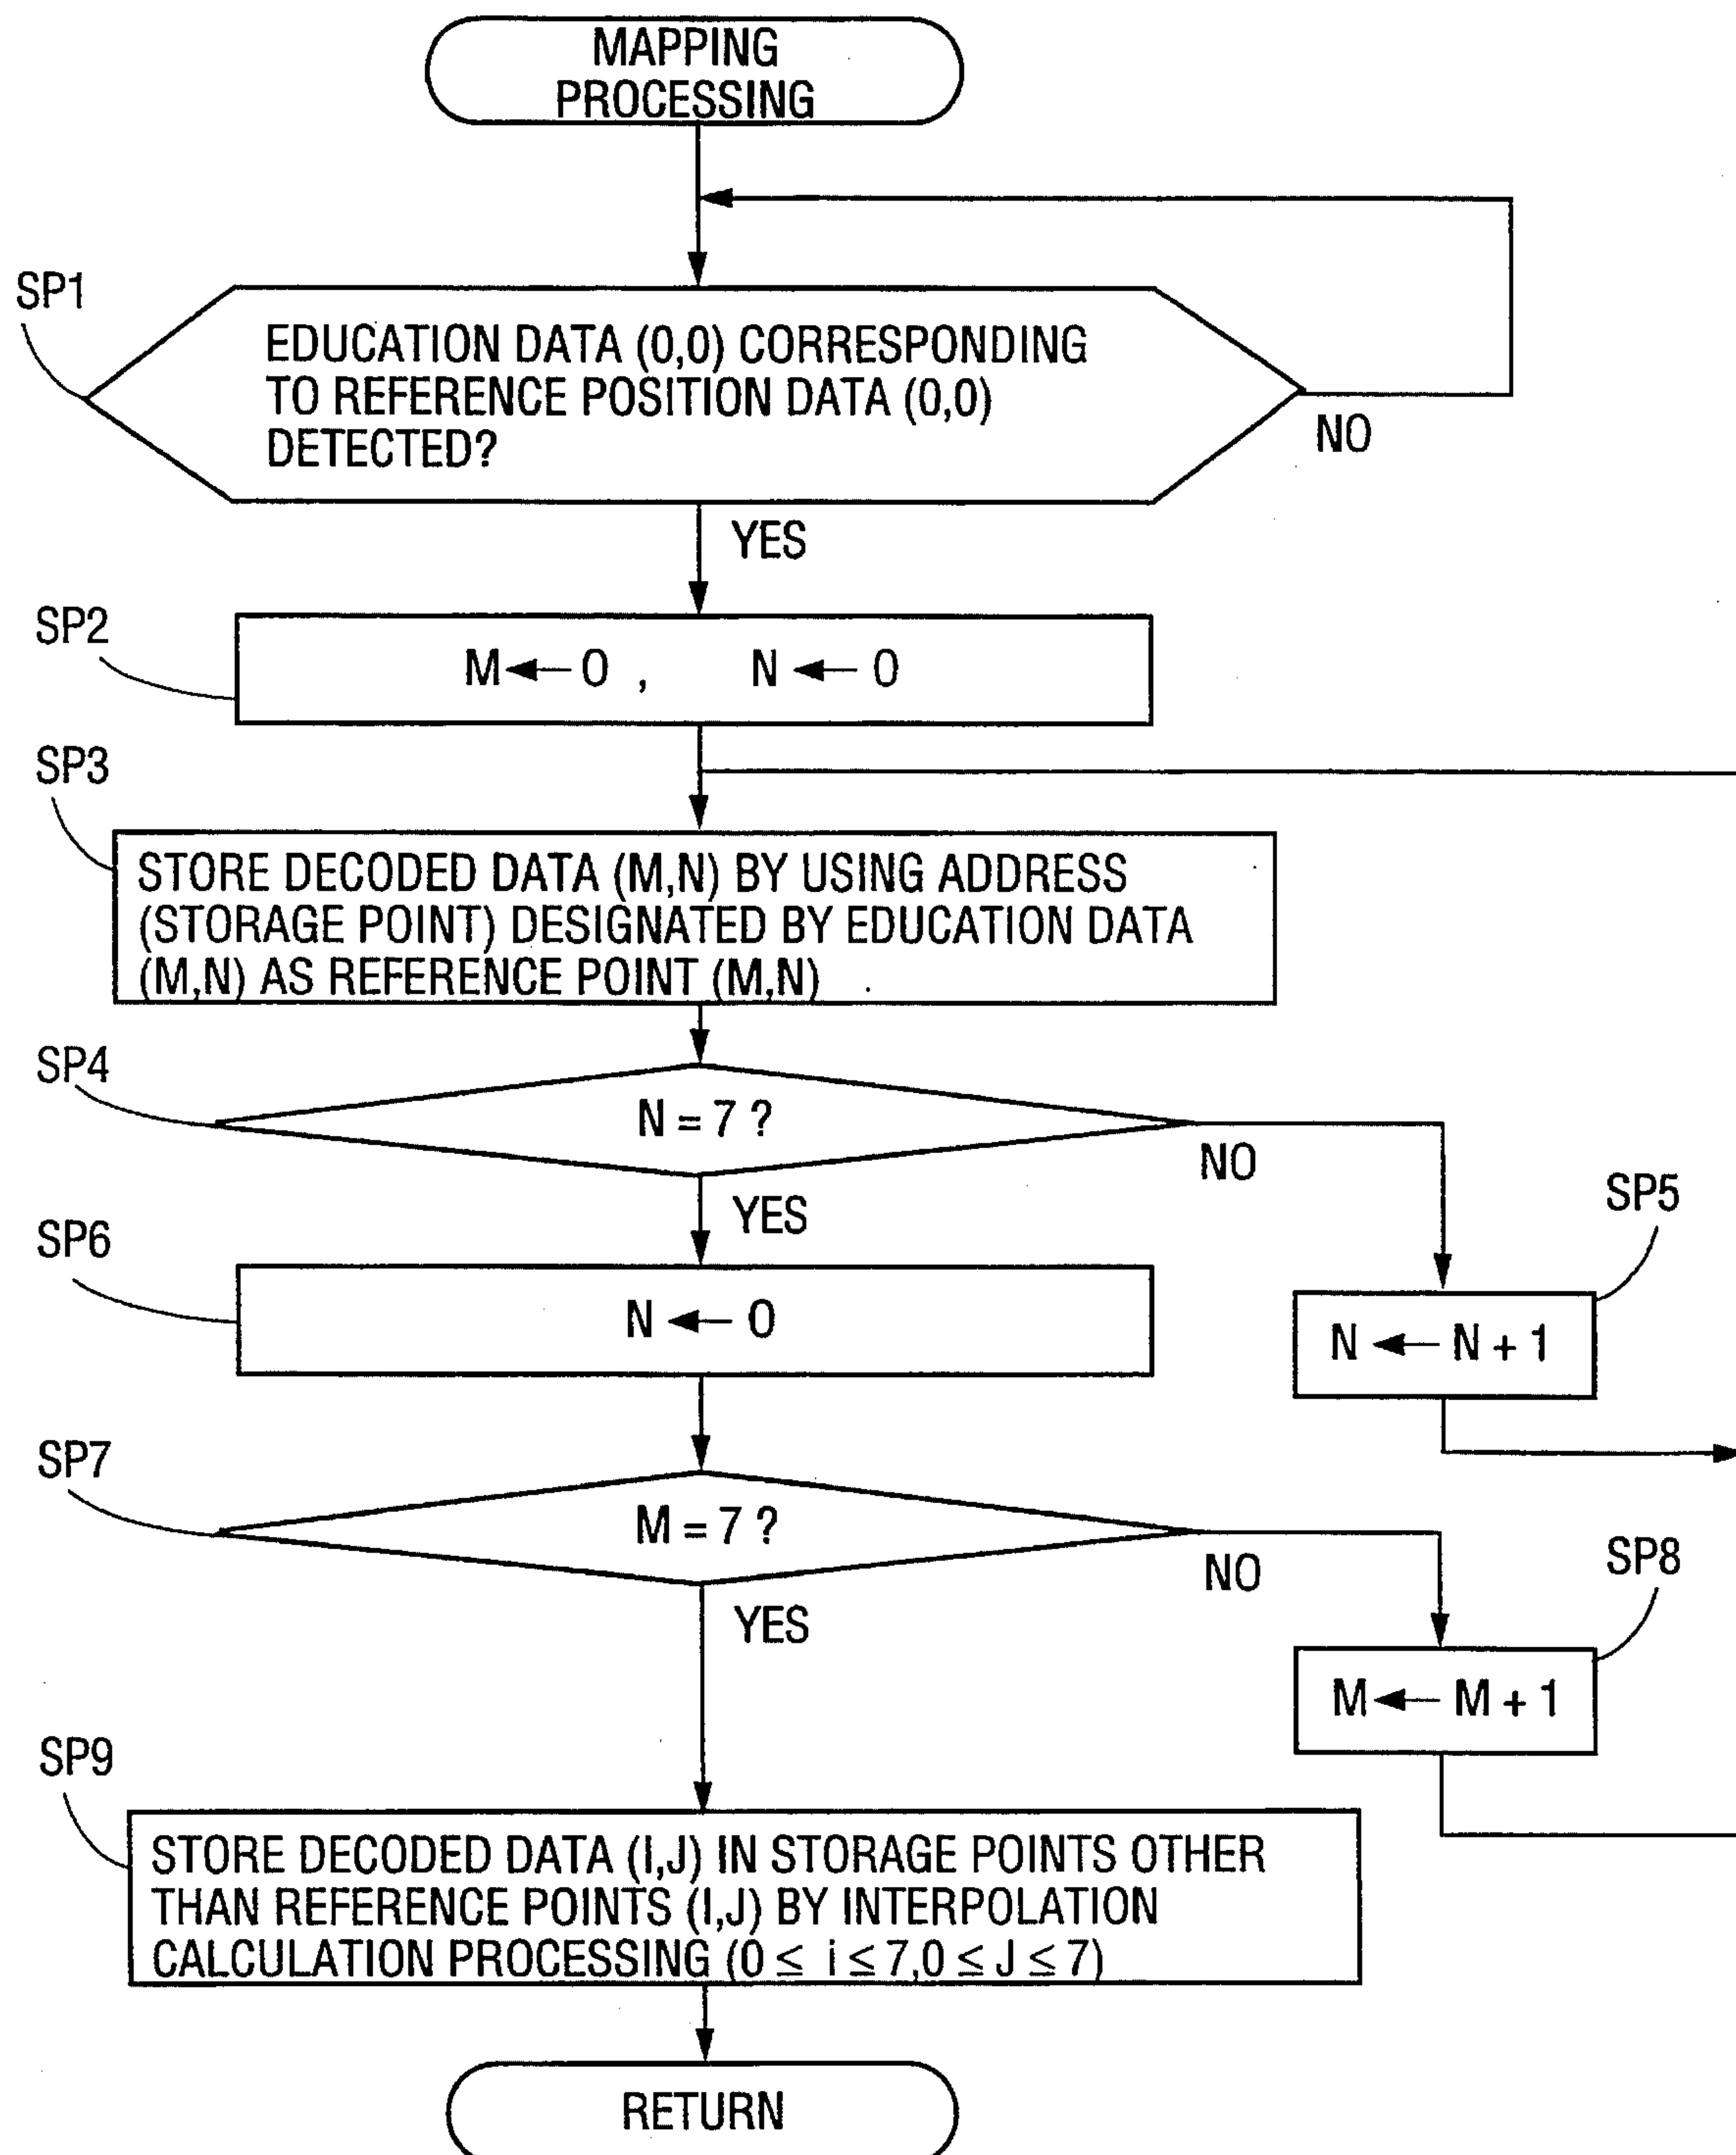 MAPPING
PROCESSING
SP1
EDUCATION DATA (0,0) CORRESPONDING
TO REFERENCE POSITION DATA (0,0)
DETECTED?
NO
YES
SP2
M ← 0 , N ← 0
SP3
STORE DECODED DATA (M,N) BY USING ADDRESS
(STORAGE POINT) DESIGNATED BY EDUCATION DATA
(M,N) AS REFERENCE POINT (M,N)
SP4
N = 7 ?
NO
YES
SP5
N ← N + 1
SP6
N ← 0
SP7
M = 7 ?
NO
YES
SP8
M ← M + 1
SP9
STORE DECODED DATA (I,J) IN STORAGE POINTS OTHER
THAN REFERENCE POINTS (I,J) BY INTERPOLATION
CALCULATION PROCESSING (0 ≤ i ≤ 7,0 ≤ J ≤ 7)
RETURN